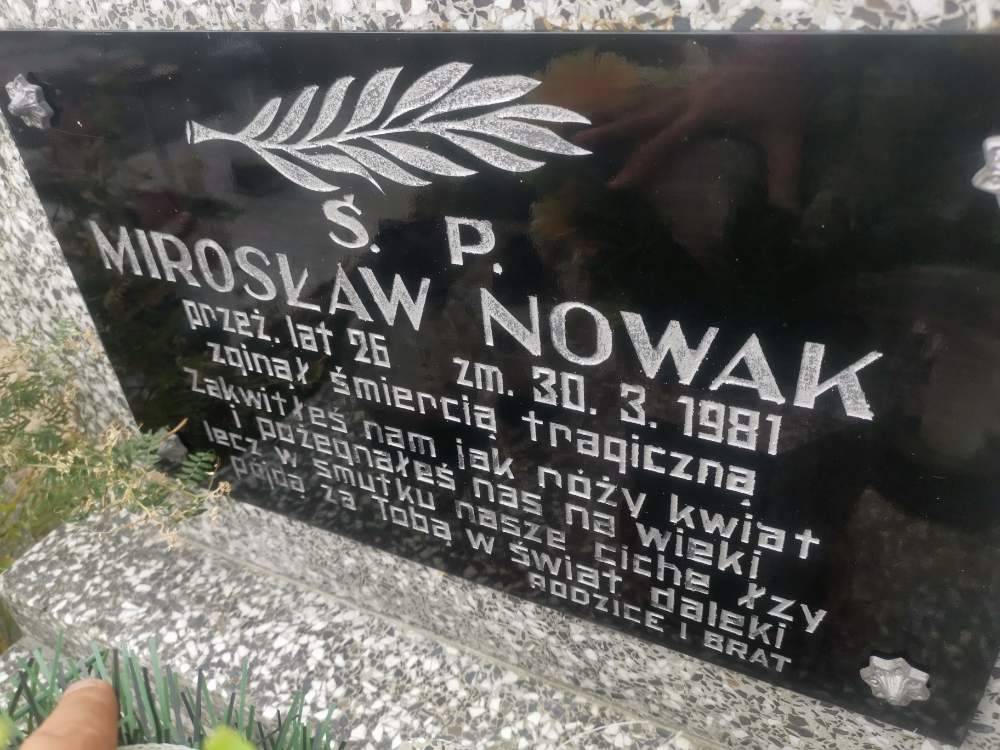 Ś. P.
MIROSŁAW NOWAK
przeż. lat 26 zm. 30. 3. 1981
zginął śmiercią tragiczną
Zakwitłeś nam jak róży kwiat
i pożegnałeś nas na wieki
lecz w smutku nasze ciche łzy
pójdą za Tobą w świat daleki
RODZICE I BRAT